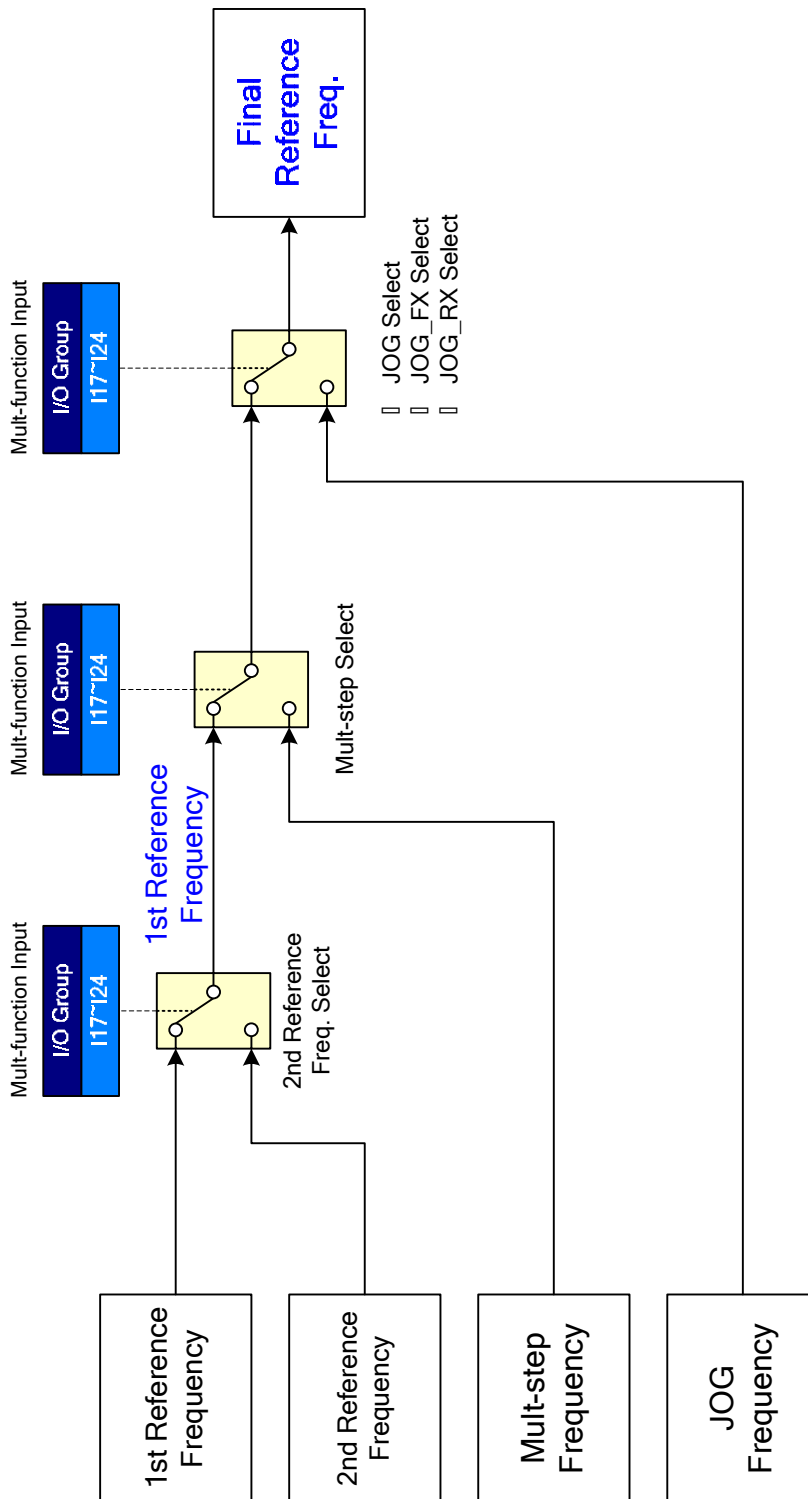 Mult-function Input
I/O Group
I17~I24
Mult-function Input
I/O Group
I17~I24
Mult-function Input
I/O Group
I17~I24
1st Reference
Frequency
2nd Reference
Frequency
Mult-step
Frequency
JOG
Frequency
2nd Reference
Freq. Select
1st Reference
Frequency
Mult-step Select
JOG Select
JOG_FX Select
JOG_RX Select
Final
Reference
Freq.